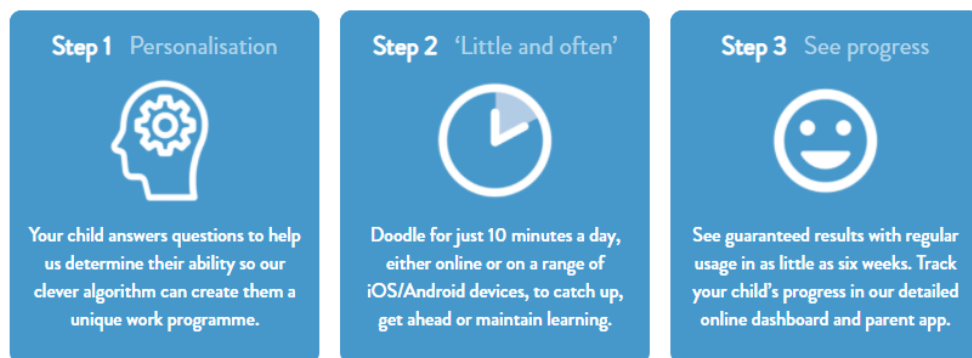 Step 1 Personalisation
Your child answers questions to help
us determine their ability so our
clever algorithm can create them a
unique work programme.
Step 2 ‘Little and often’
Doodle for just 10 minutes a day,
either online or on a range of
iOS/Android devices, to catch up,
get ahead or maintain learning.
Step 3 See progress
See guaranteed results with regular
usage in as little as six weeks. Track
your child’s progress in our detailed
online dashboard and parent app.